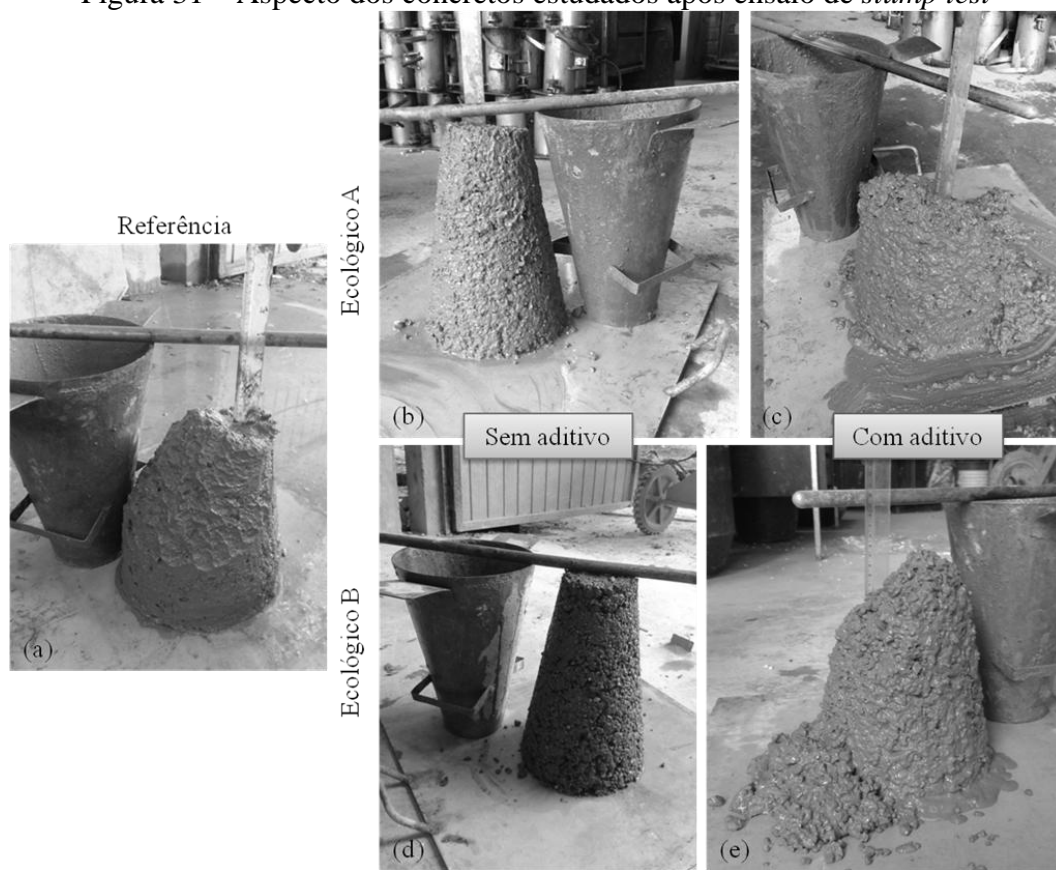 Figura 31 – Aspecto dos concretos estudados após ensaio de slump test
Referência
Ecológico A
(b)
(c)
Sem aditivo
Com aditivo
(a)
Ecológico B
(d)
(e)